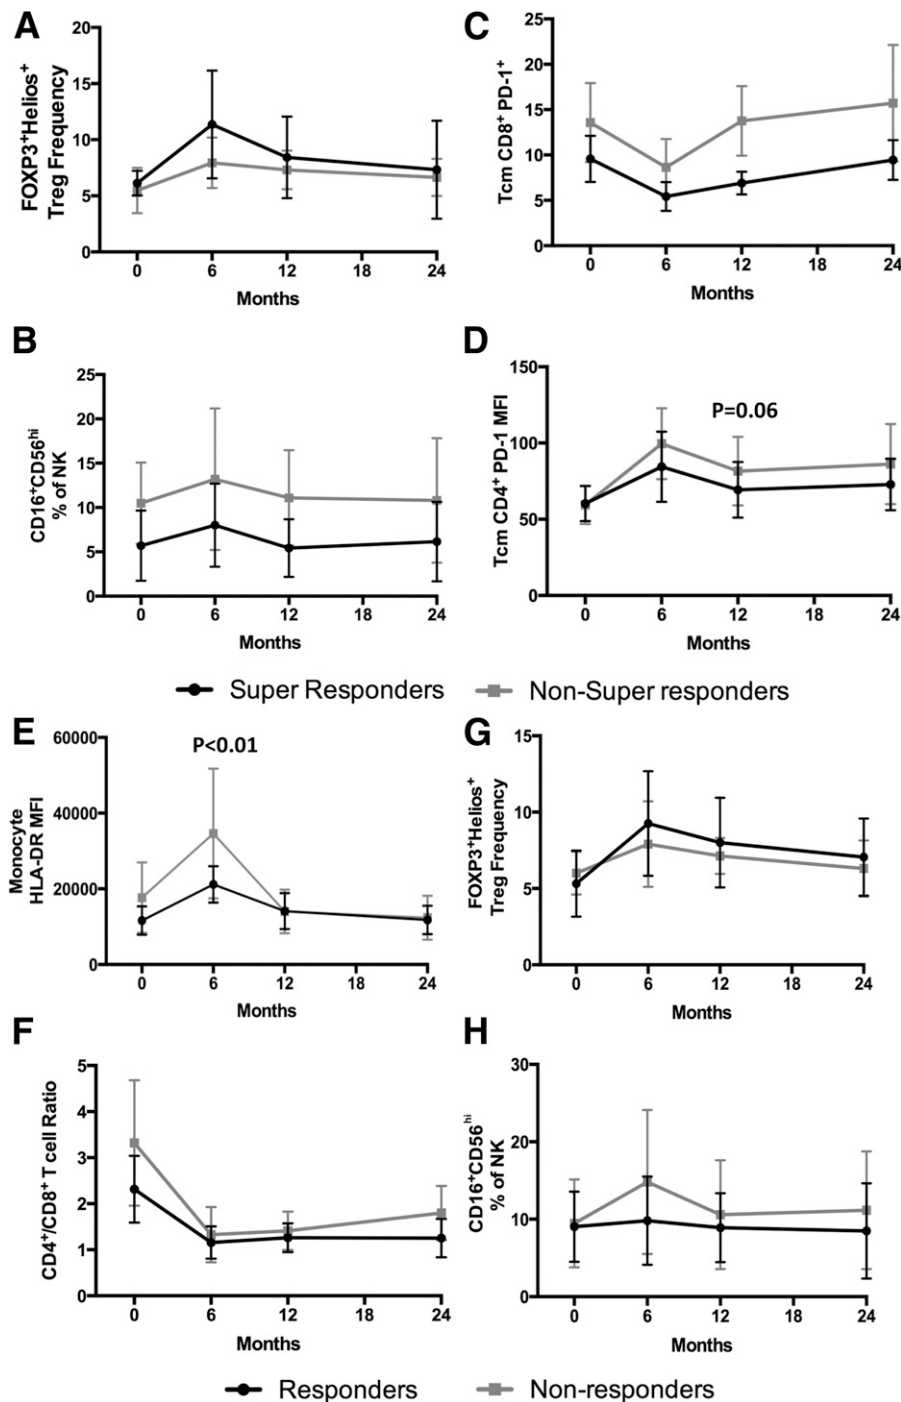 A
FOXP3+Helios+
Treg Frequency
20
15
10
5
0
0 6 12 18 24
Months
C
Tcm CD8+ PD-1+
25
20
15
10
5
0
0 6 12 18 24
Months
B
CD16+CD56hi
% of NK
25
20
15
10
5
0
0 6 12 18 24
Months
D
Tcm CD4+ PD-1 MFI
150
100
50
0
P=0.06
0 6 12 18 24
Months
Super Responders Non-Super responders
E
Monocyte
HLA-DR MFI
60000
40000
20000
0
P<0.01
0 6 12 18 24
Months
G
FOXP3+Helios+
Treg Frequency
15
10
5
0
0 6 12 18 24
Months
F
CD4+/CD8+ T cell Ratio
5
4
3
2
1
0
0 6 12 18 24
Months
H
CD16+CD56hi
% of NK
30
20
10
0
0 6 12 18 24
Months
Responders Non-responders